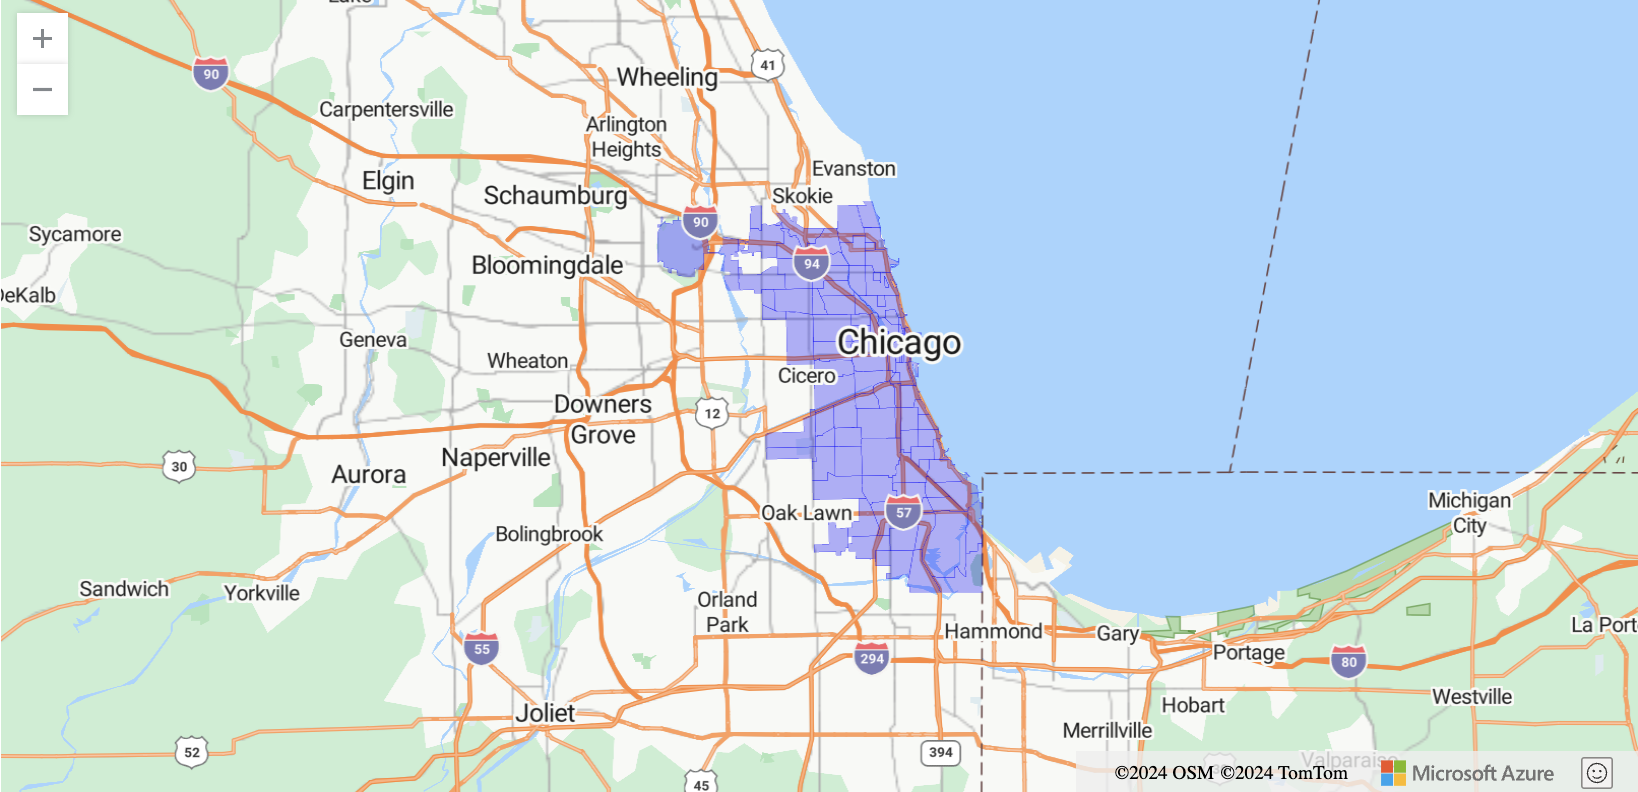 Lake
+
90
41
Wheeling
Carpentersville
Arlington
Heights
Evanston
Elgin
Schaumburg
Skokie
90
Sycamore
94
Bloomingdale
DeKalb
Geneva
Chicago
Wheaton
Cicero
Downers
Grove
12
30
Aurora
Naperville
Oak Lawn
57
Michigan
City
Bolingbrook
Sandwich
Yorkville
Orland
Park
Hammond
Gary
La Port
55
294
Portage
80
Joliet
Hobart
Westville
Merrillville
52
394
Valparaiso
45
©2024 OSM ©2024 TomTom
Microsoft Azure